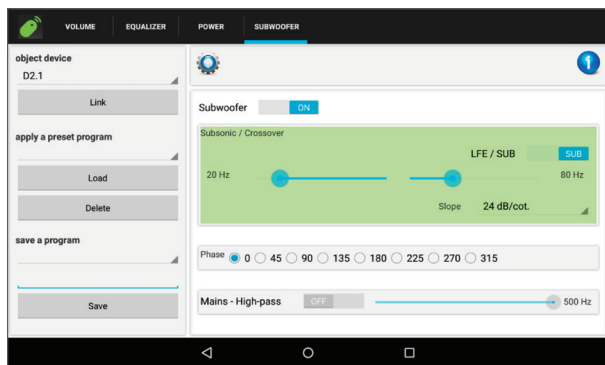 VOLUME EQUALIZER POWER SUBWOOFER
object device
D2.1
Link
apply a preset program
Load
Delete
save a program
Save
i
Subwoofer ON
Subsonic / Crossover
LFE / SUB SUB
20 Hz 80 Hz
Slope 24 dB/cot.
Phase 0 45 90 135 180 225 270 315
Mains - High-pass OFF 500 Hz